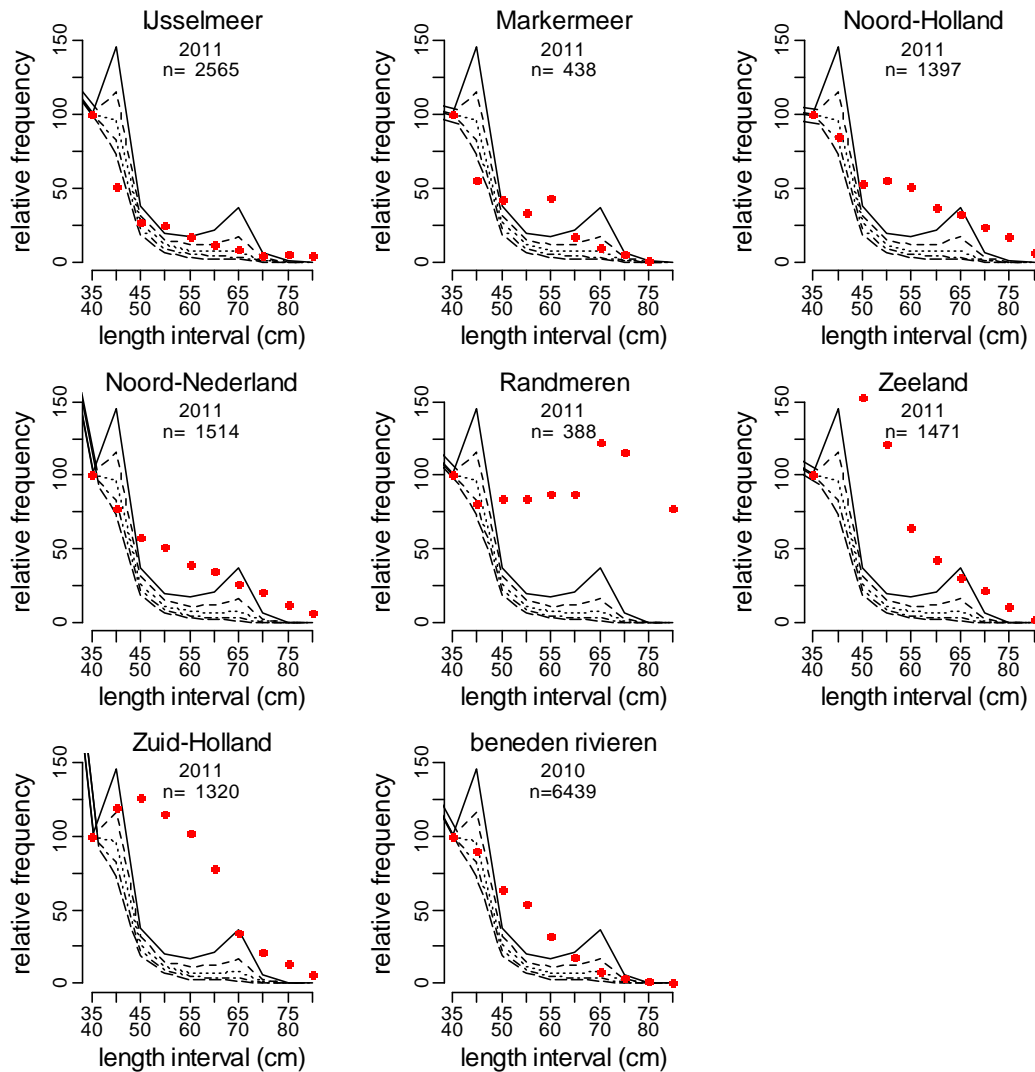 IJsselmeer
2011
n= 2565
relative frequency
0 50 100 150
35 45 55 65 75
40 50 60 70 80
length interval (cm)
Markermeer
2011
n= 438
relative frequency
0 50 100 150
35 45 55 65 75
40 50 60 70 80
length interval (cm)
Noord-Holland
2011
n= 1397
relative frequency
0 50 100 150
35 45 55 65 75
40 50 60 70 80
length interval (cm)
Noord-Nederland
2011
n= 1514
relative frequency
0 50 100 150
35 45 55 65 75
40 50 60 70 80
length interval (cm)
Randmeren
2011
n= 388
relative frequency
0 50 100 150
35 45 55 65 75
40 50 60 70 80
length interval (cm)
Zeeland
2011
n= 1471
relative frequency
0 50 100 150
35 45 55 65 75
40 50 60 70 80
length interval (cm)
Zuid-Holland
2011
n= 1320
relative frequency
0 50 100 150
35 45 55 65 75
40 50 60 70 80
length interval (cm)
beneden rivieren
2010
n=6439
relative frequency
0 50 100 150
35 45 55 65 75
40 50 60 70 80
length interval (cm)